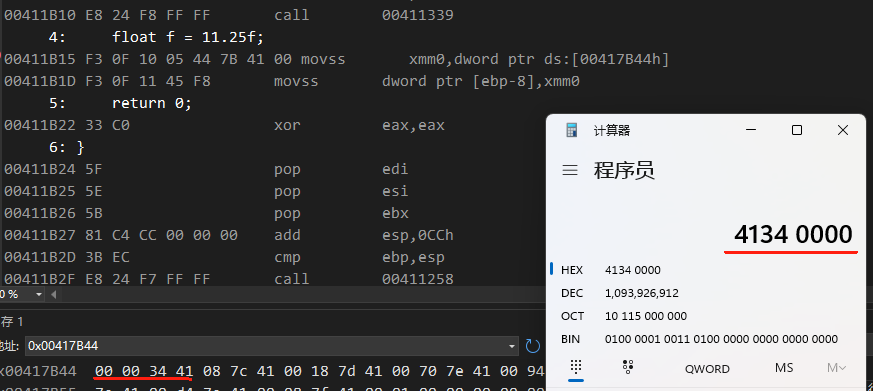 00411B10 E8 24 F8 FF FF call 00411339
4: float f = 11.25f;
00411B15 F3 0F 10 05 44 7B 41 00 movss xmm0,dword ptr ds:[00417B44h]
00411B1D F3 0F 11 45 F8 movss dword ptr [ebp-8],xmm0
5: return 0;
00411B22 33 C0 xor eax,eax
6: }
00411B24 5F pop edi
00411B25 5E pop esi
00411B26 5B pop ebx
00411B27 81 C4 CC 00 00 00 add esp,0CCh
00411B2D 3B EC cmp ebp,esp
00411B2F E8 24 F7 FF FF call 00411258
0 %
存 1
地址: 0x00417B44
x00417B44 00 00 34 41 08 7c 41 00 18 7d 41 00 70 7e 41 00 94
计算器
程序员
4134 0000
HEX 4134 0000
DEC 1,093,926,912
OCT 10 115 000 000
BIN 0100 0001 0011 0100 0000 0000 0000 0000
QWORD MS M